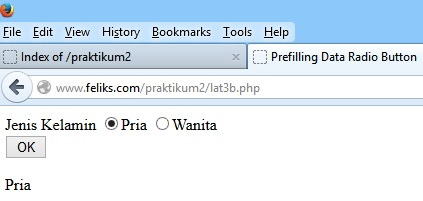 File Edit View History Bookmarks Tools Help
Index of /praktikum2 × Prefilling Data Radio Button
www.feliks.com/praktikum2/lat3b.php
Jenis Kelamin Pria Wanita
OK
Pria